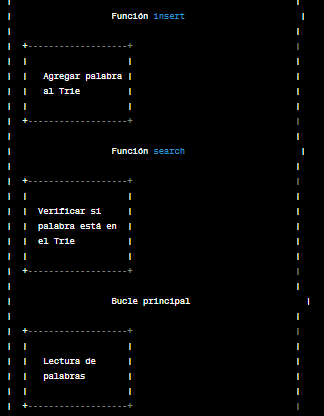 Función insert
Agregar palabra
al Trie
Función search
Verificar si
palabra está en
el Trie
Bucle principal
Lectura de
palabras